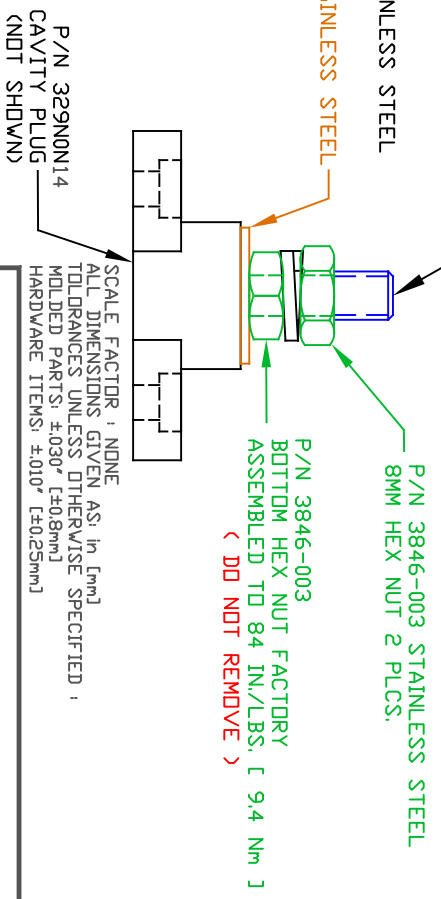 NLESS STEEL
INLESS STEEL
P/N 3846-003 STAINLESS STEEL
8MM HEX NUT 2 PLCS.
P/N 3846-003
BOTTOM HEX NUT FACTORY
ASSEMBLED TO 84 IN./LBS. [ 9.4 Nm ]
( DO NOT REMOVE )
P/N 329N0N14
CAVITY PLUG
(NOT SHOWN)
SCALE FACTOR : NONE
ALL DIMENSIONS GIVEN AS: in [mm]
TOLORANCES UNLESS OTHERWISE SPECIFIED :
MOLDED PARTS: ±.030" [±0.8mm]
HARDWARE ITEMS: ±.010" [±0.25mm]